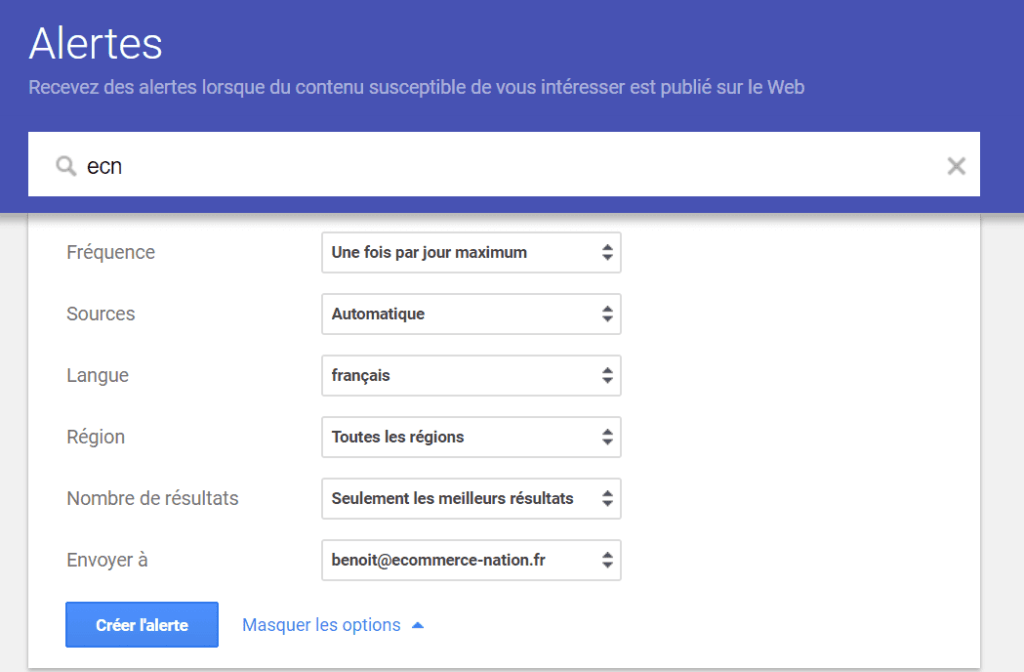 Alertes
Recevez des alertes lorsque du contenu susceptible de vous intéresser est publié sur le Web
ecn
Fréquence Une fois par jour maximum
Sources Automatique
Langue français
Région Toutes les régions
Nombre de résultats Seulement les meilleurs résultats
Envoyer à benoit@ecommerce-nation.fr
Créer l'alerte Masquer les options